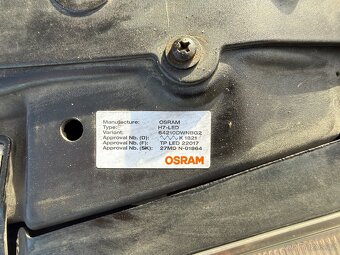 Manufacture: OSRAM
Type: H7-LED
Variant: 64210DWNBG2
Approval Nb. (D): K 1821
Approval Nb. (F): TP LED 22017
Approval Nb. (SK): 27MD N-01864
OSRAM